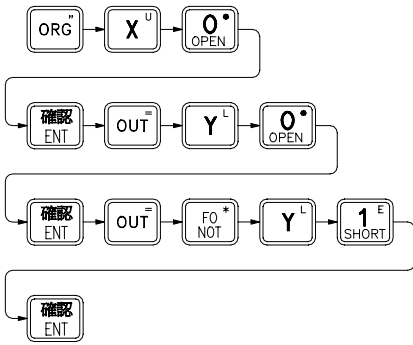 ORG " X U 0 • OPEN
確認 ENT OUT = Y L 0 • OPEN
確認 ENT OUT = FO * NOT Y L 1 E SHORT
確認 ENT